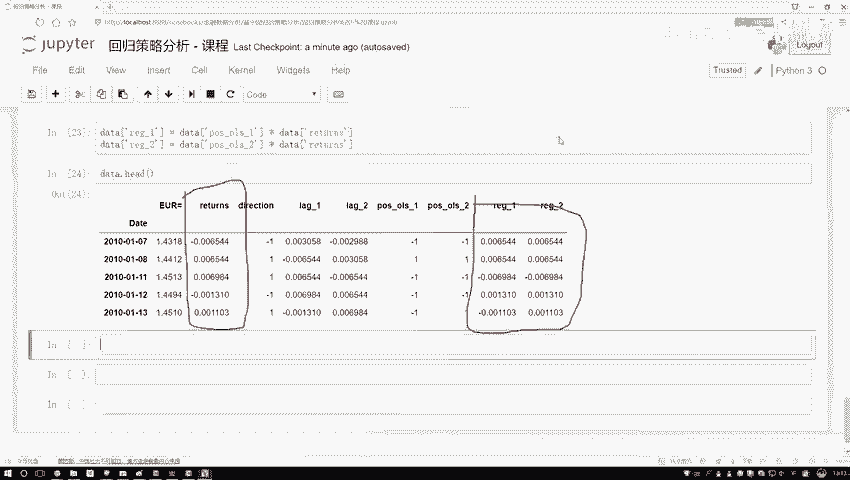 jupyter 回归策略分析 - 课程 Last Checkpoint: a minute ago (autosaved)
Logout
File Edit View Insert Cell Kernel Widgets Help
Trusted Python 3
Code
In [23]: data['reg_1'] = data['pos_ols_1'] * data['returns']
data['reg_2'] = data['pos_ols_2'] * data['returns']
In [24]: data.head()
Out[24]:
EUR= returns direction lag_1 lag_2 pos_ols_1 pos_ols_2 reg_1 reg_2
Date
2010-01-07 1.4318 -0.006544 -1 0.003058 -0.002988 -1 -1 0.006544 0.006544
2010-01-08 1.4412 0.006544 1 -0.006544 0.003058 1 1 0.006544 0.006544
2010-01-11 1.4513 0.006984 1 0.006544 -0.006544 -1 -1 -0.006984 -0.006984
2010-01-12 1.4494 -0.001310 -1 0.006984 0.006544 -1 -1 0.001310 0.001310
2010-01-13 1.4510 0.001103 1 -0.001310 0.006984 -1 -0.001103 0.001103
In [ ]:
In [ ]:
In [ ]: